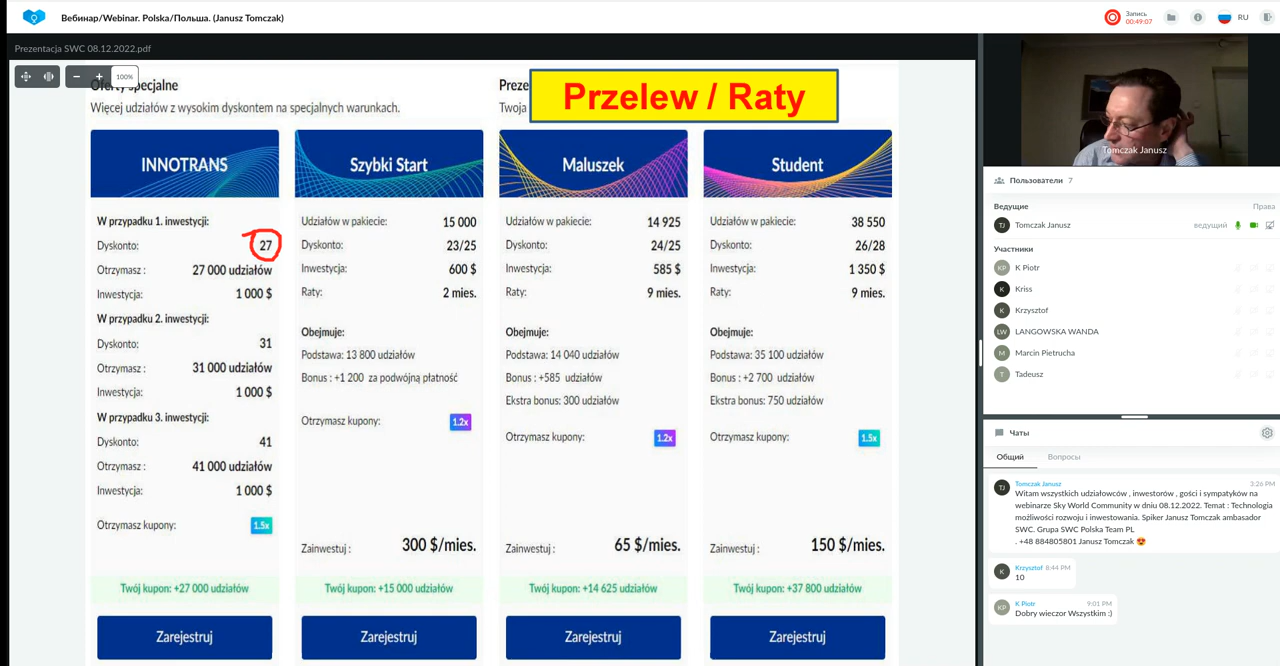 Вебинар/Webinar. Polska/Польша. (Janusz Tomczak)
Запись
00:49:07
RU
Prezentacja SWC 08.12.2022.pdf
100%
Oferty specjalne
Więcej udziałów z wysokim dyskontem na specjalnych warunkach.
Preze
Twoja
Przelew / Raty
INNOTRANS
W przypadku 1. inwestycji:
Dyskonto: 27
Otrzymasz : 27 000 udziałów
Inwestycja: 1 000 $
W przypadku 2. inwestycji:
Dyskonto: 31
Otrzymasz : 31 000 udziałów
Inwestycja: 1 000 $
W przypadku 3. inwestycji:
Dyskonto: 41
Otrzymasz : 41 000 udziałów
Inwestycja: 1 000 $
Otrzymasz kupony: 1.5x
Twój kupon: +27 000 udziałów
Zarejestruj
Szybki Start
Udziałów w pakiecie: 15 000
Dyskonto: 23/25
Inwestycja: 600 $
Raty: 2 mies.
Obejmuje:
Podstawa: 13 800 udziałów
Bonus : +1 200 za podwójną płatność
Otrzymasz kupony: 1.2x
Zainwestuj : 300 $/mies.
Twój kupon: +15 000 udziałów
Zarejestruj
Maluszek
Udziałów w pakiecie: 14 925
Dyskonto: 24/25
Inwestycja: 585 $
Raty: 9 mies.
Obejmuje:
Podstawa: 14 040 udziałów
Bonus : +585 udziałów
Ekstra bonus: 300 udziałów
Otrzymasz kupony: 1.2x
Zainwestuj : 65 $/mies.
Twój kupon: +14 625 udziałów
Zarejestruj
Student
Udziałów w pakiecie: 38 550
Dyskonto: 26/28
Inwestycja: 1 350 $
Raty: 9 mies.
Obejmuje:
Podstawa: 35 100 udziałów
Bonus : +2 700 udziałów
Ekstra bonus: 750 udziałów
Otrzymasz kupony: 1.5x
Zainwestuj : 150 $/mies.
Twój kupon: +37 800 udziałów
Zarejestruj
Tomczak Janusz
Пользователи 7
Ведущие Права
TJ Tomczak Janusz ведущий
Участники
KP K Piotr
K Kriss
K Krzysztof
LW LANGOWSKA WANDA
M Marcin Pietrucha
T Tadeusz
Чаты
Общий Вопросы
TJ Tomczak Janusz 3:26 PM
Witam wszystkich udziałowców , inwestorów , gości i sympatyków na
webinarze Sky World Community w dniu 08.12.2022. Temat : Technologia
możliwości rozwoju i inwestowania. Spiker Janusz Tomczak ambasador
SWC. Grupa SWC Polska Team PL
. +48 884805801 Janusz Tomczak 😍
K Krzysztof 8:44 PM
10
KP K Piotr 9:01 PM
Dobry wieczor Wszystkim :)